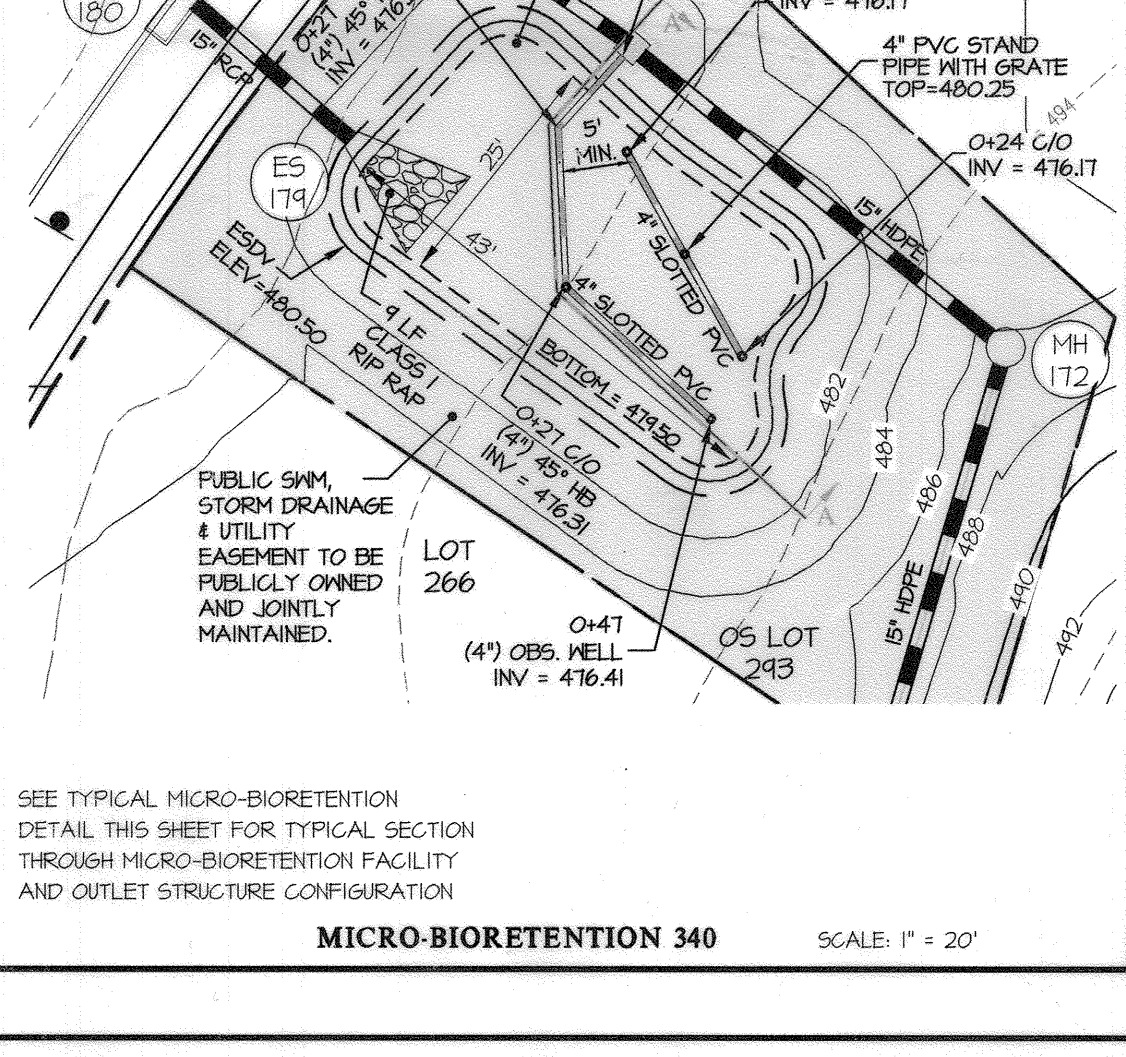 180
15" RCP
0+27
(4") 45°
INV = 476.3
INV = 476.17
A
4" PVC STAND
PIPE WITH GRATE
TOP=480.25
494
0+24 C/O
INV = 476.17
5'
MIN.
25'
ES
179
43'
4" SLOTTED PVC
15" HDPE
ESDv
ELEV=480.50
9 LF
CLASS I
RIP RAP
4" SLOTTED PVC
BOTTOM = 479.50
MH
172
482
484
486
488
490
492
0+27 C/O
(4") 45° HB
INV = 476.31
A
PUBLIC SWM,
STORM DRAINAGE
& UTILITY
EASEMENT TO BE
PUBLICLY OWNED
AND JOINTLY
MAINTAINED.
LOT
266
15" HDPE
0+47
(4") OBS. WELL
INV = 476.41
OS LOT
293
SEE TYPICAL MICRO-BIORETENTION
DETAIL THIS SHEET FOR TYPICAL SECTION
THROUGH MICRO-BIORETENTION FACILITY
AND OUTLET STRUCTURE CONFIGURATION
MICRO-BIORETENTION 340
SCALE: 1" = 20'